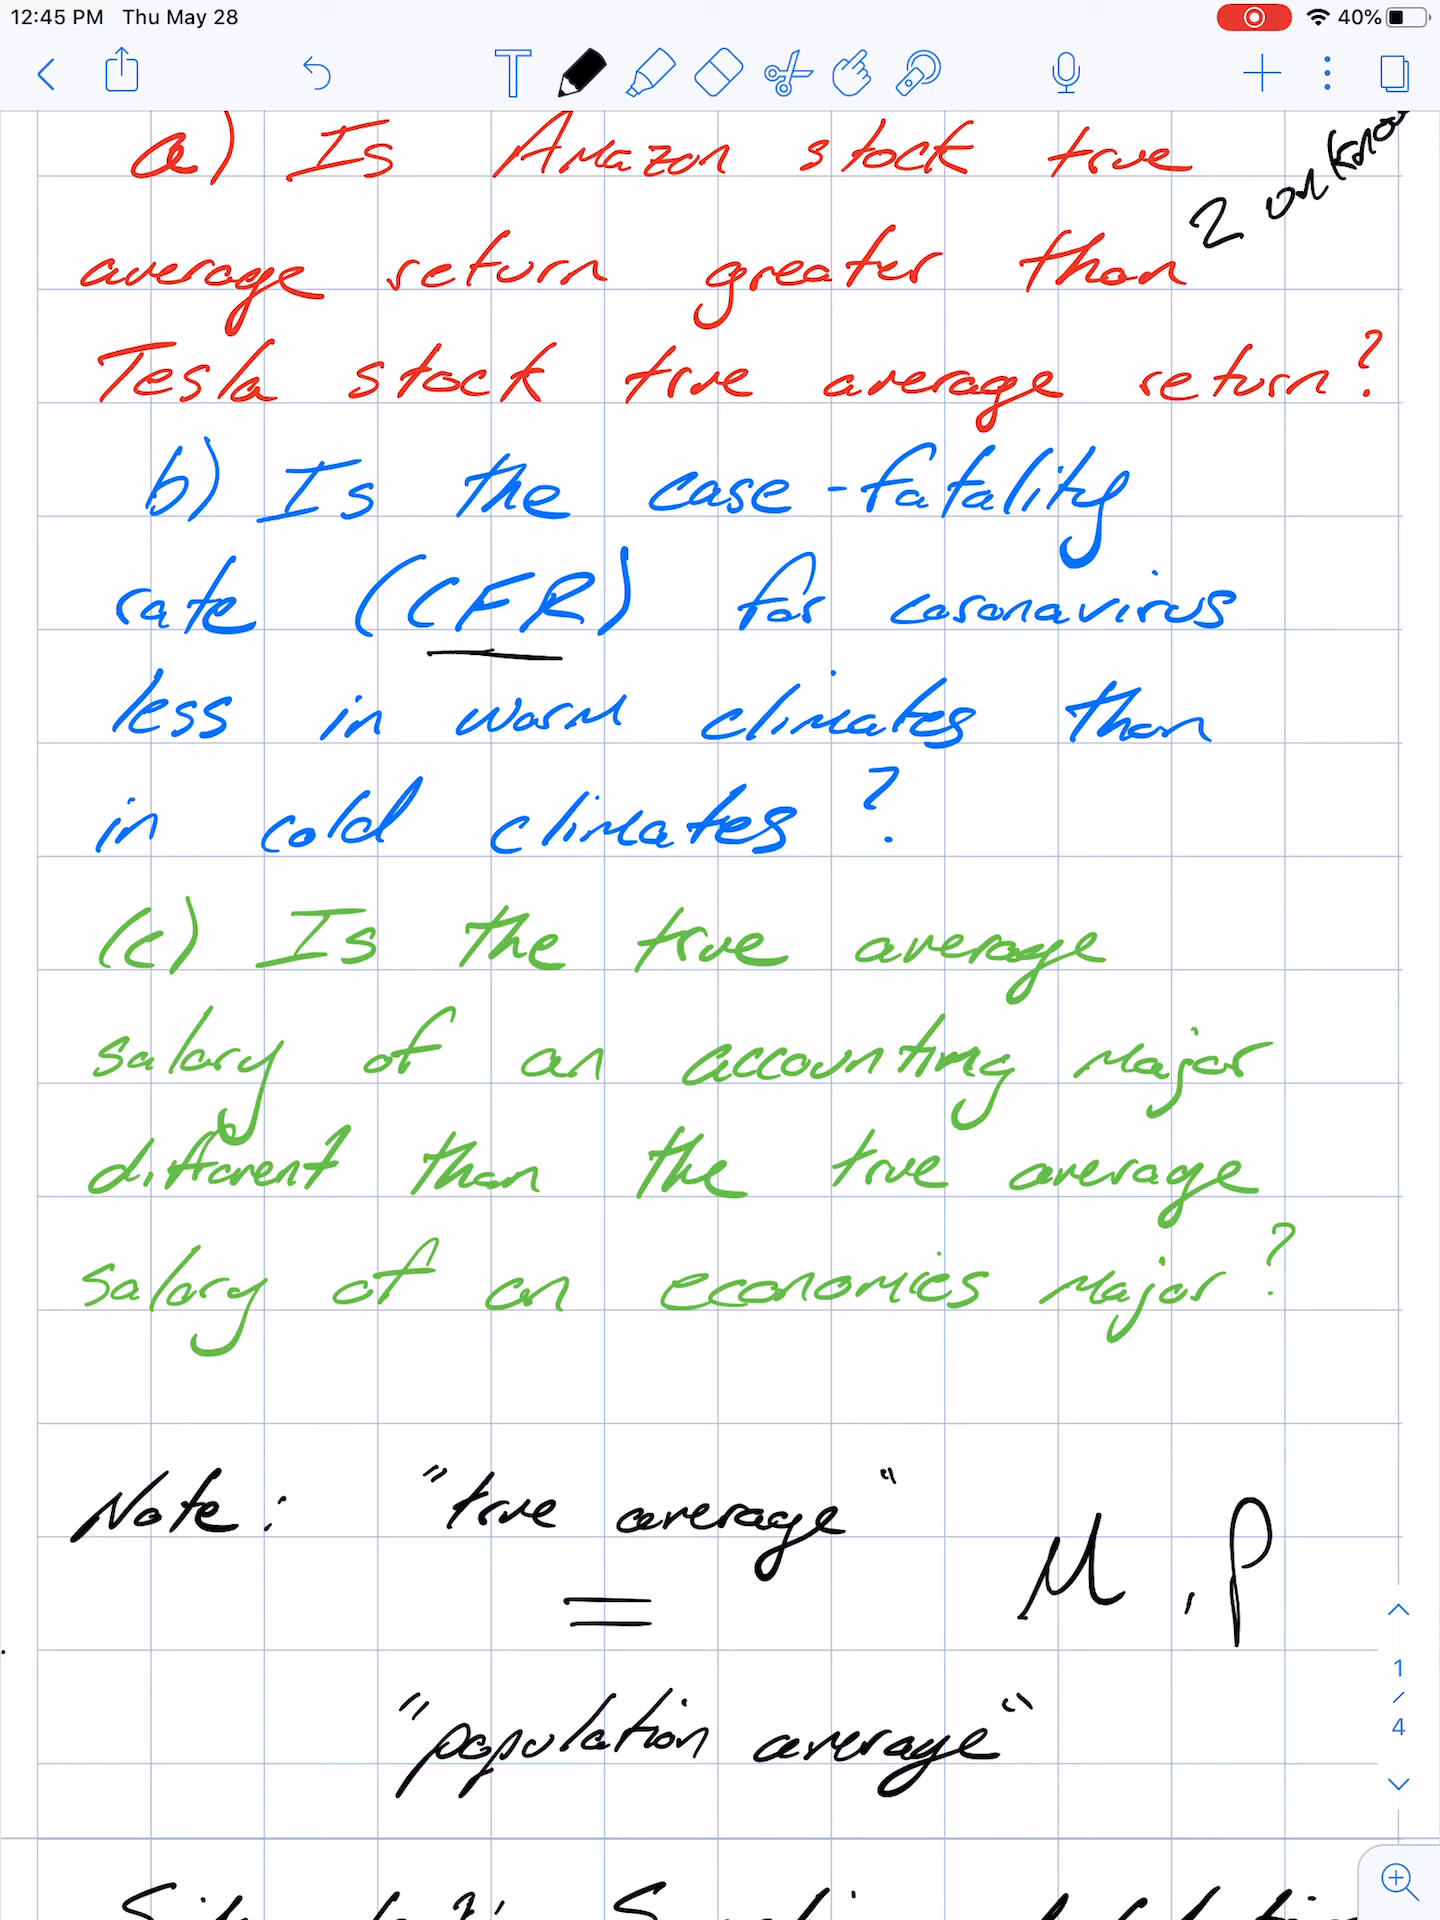 12:45 PM Thu May 28
40%
a) Is Amazon stock true
2 unkno
average return greater than
Tesla stock true average return?
b) Is the case-fatality
rate (CFR) for coronavirus
less in warm climates than
in cold climates?
(c) Is the true average
salary of an accounting major
different than the true average
salary of an economics major?
Note: "true average"
= μ, p
"population average"
1
/
4